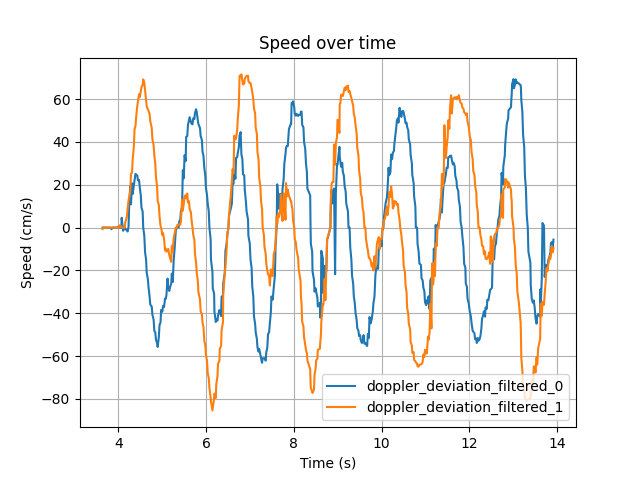 Speed over time
Speed (cm/s)
60
40
20
0
−20
−40
−60
−80
4
6
8
10
12
14
Time (s)
doppler_deviation_filtered_0
doppler_deviation_filtered_1